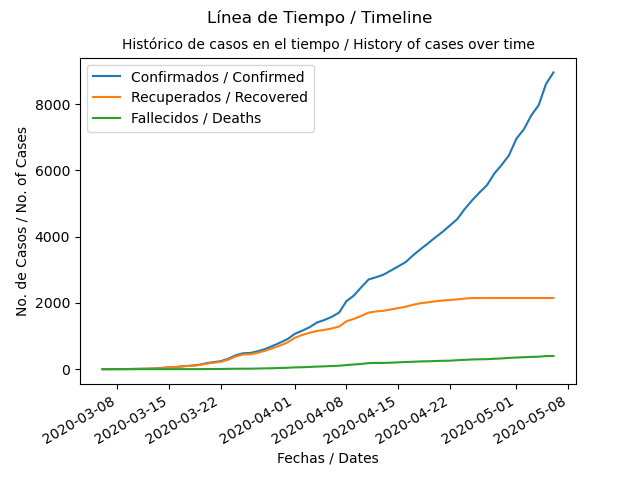 Línea de Tiempo / Timeline
Histórico de casos en el tiempo / History of cases over time
Confirmados / Confirmed
Recuperados / Recovered
Fallecidos / Deaths
No. de Casos / No. of Cases
8000
6000
4000
2000
0
2020-03-08
2020-03-15
2020-03-22
2020-04-01
2020-04-08
2020-04-15
2020-04-22
2020-05-01
2020-05-08
Fechas / Dates